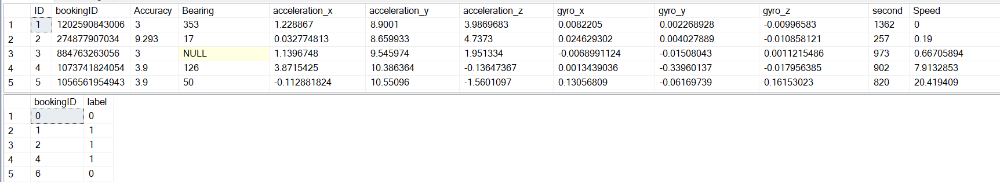 ID bookingID Accuracy Bearing acceleration_x acceleration_y acceleration_z gyro_x gyro_y gyro_z second Speed
1 1 1202590843006 3 353 1.228867 8.9001 3.9869683 0.0082205 0.002268928 -0.00996583 1362 0
2 2 274877907034 9.293 17 0.032774813 8.659933 4.7373 0.024629302 0.004027889 -0.010858121 257 0.19
3 3 884763263056 3 NULL 1.1396748 9.545974 1.951334 -0.0068991124 -0.01508043 0.0011215486 973 0.66705894
4 4 1073741824054 3.9 126 3.8715425 10.386364 -0.13647367 0.0013439036 -0.33960137 -0.017956385 902 7.9132853
5 5 1056561954943 3.9 50 -0.112881824 10.55096 -1.5601097 0.13056809 -0.06169739 0.16153023 820 20.419409
bookingID label
1 0 0
2 1 1
3 2 1
4 4 1
5 6 0